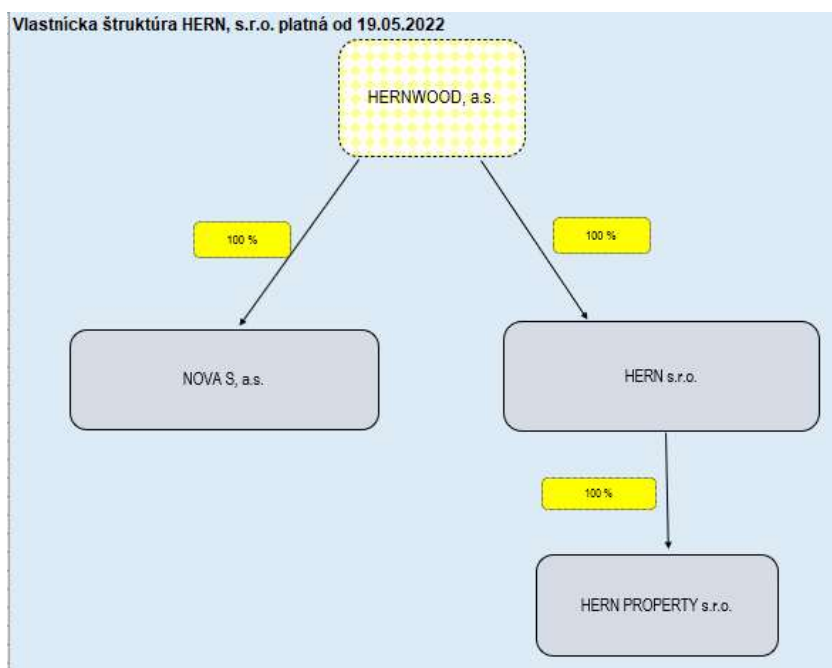 Vlastnícka štruktúra HERN, s.r.o. platná od 19.05.2022
HERNWOOD, a.s.
100 %
100 %
NOVA S, a.s.
HERN s.r.o.
100 %
HERN PROPERTY s.r.o.